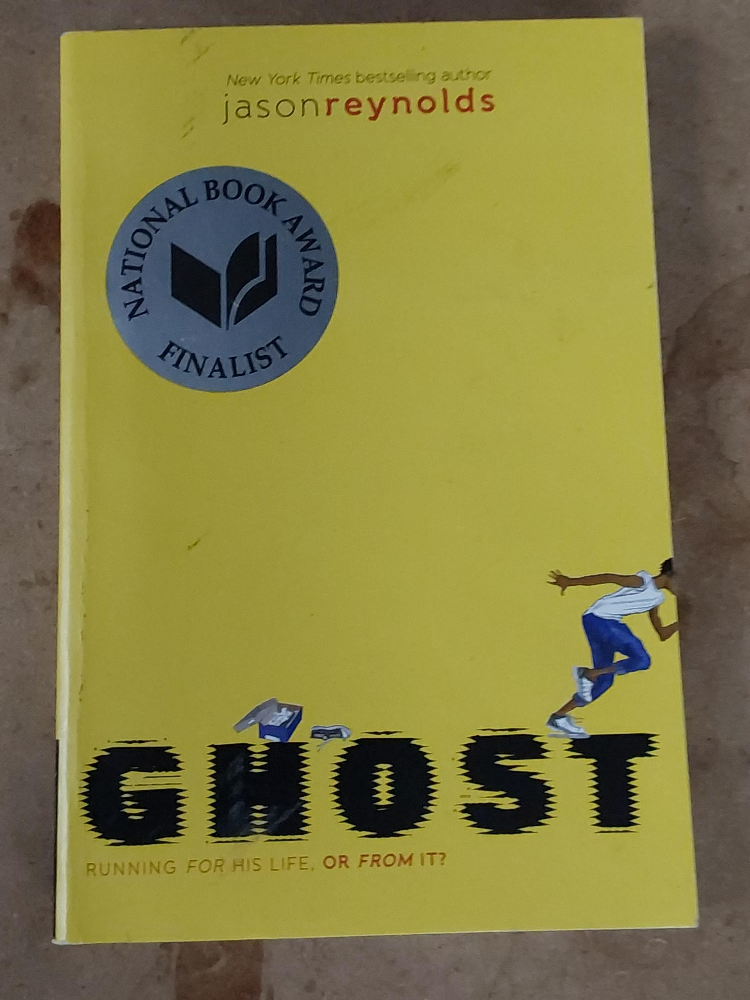 New York Times bestselling author
jasonreynolds
NATIONAL BOOK AWARD
FINALIST
GHOST
RUNNING FOR HIS LIFE, OR FROM IT?